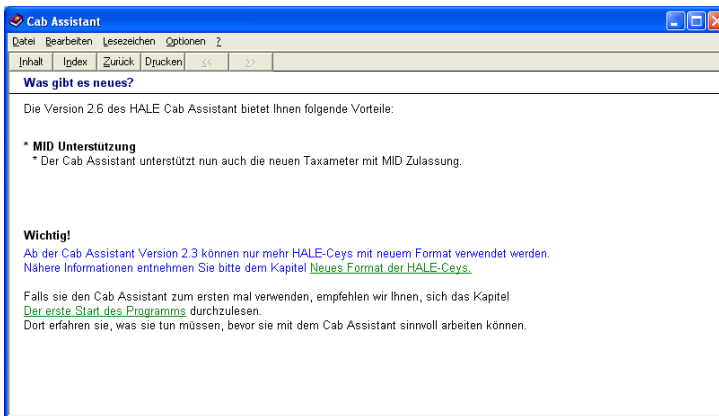 Cab Assistant
Datei Bearbeiten Lesezeichen Optionen ?
Inhalt Index Zurück Drucken << >>
Was gibt es neues?
Die Version 2.6 des HALE Cab Assistant bietet Ihnen folgende Vorteile:
* MID Unterstützung
* Der Cab Assistant unterstützt nun auch die neuen Taxameter mit MID Zulassung.
Wichtig!
Ab der Cab Assistant Version 2.3 können nur mehr HALE-Ceys mit neuem Format verwendet werden.
Nähere Informationen entnehmen Sie bitte dem Kapitel Neues Format der HALE-Ceys.
Falls sie den Cab Assistant zum ersten mal verwenden, empfehlen wir Ihnen, sich das Kapitel
Der erste Start des Programms durchzulesen.
Dort erfahren sie, was sie tun müssen, bevor sie mit dem Cab Assistant sinnvoll arbeiten können.